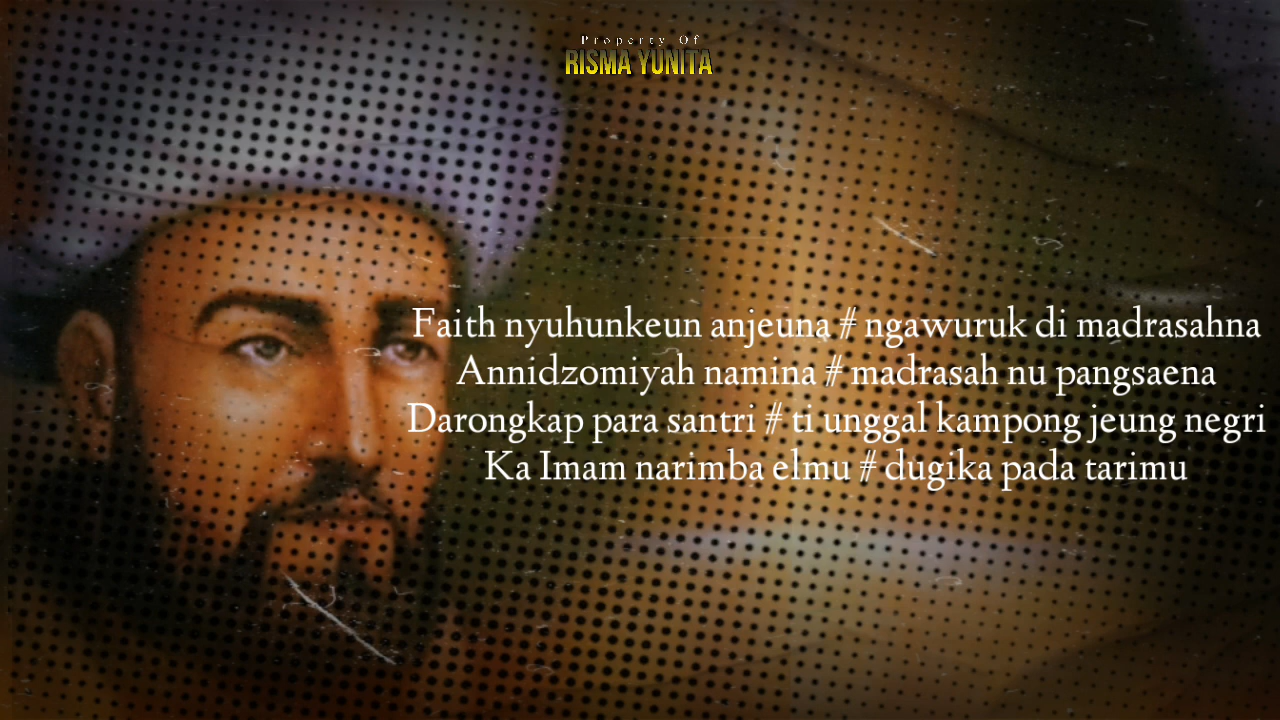 Property Of
RISMA YUNITA
Faith nyuhunkeun anjeuna # ngawuruk di madrasahna
Annidzomiyah namina # madrasah nu pangsaena
Darongkap para santri # ti unggal kampong jeung negri
Ka Imam narimba elmu # dugika pada tarimu